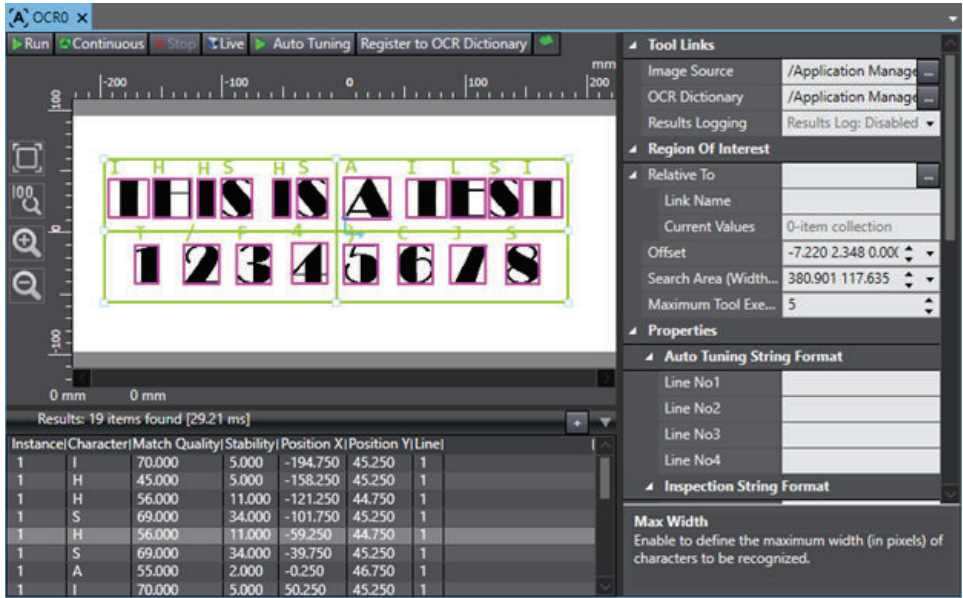 OCR0 ×
Run Continuous Stop Live Auto Tuning Register to OCR Dictionary
mm
-200 -100 0 100 200
100
I H H S H S A I L S I
THIS IS A TEST
0
T / F 4 } C J S
1 2 3 4 5 6 7 8
-100
0 mm 0 mm
Results: 19 items found [29.21 ms]
Instance|Character|Match Quality|Stability|Position X|Position Y|Line|
1 I 70.000 5.000 -194.750 45.250 1
1 H 45.000 5.000 -158.250 45.250 1
1 H 56.000 11.000 -121.250 44.750 1
1 S 69.000 34.000 -101.750 45.250 1
1 H 56.000 11.000 -59.250 44.750 1
1 S 69.000 34.000 -39.750 45.250 1
1 A 55.000 2.000 -0.250 46.750 1
1 I 70.000 5.000 50.250 45.250 1
Tool Links
Image Source /Application Manage ...
OCR Dictionary /Application Manage ...
Results Logging Results Log: Disabled
Region Of Interest
Relative To ...
Link Name
Current Values 0-item collection
Offset -7.220 2.348 0.00(
Search Area (Width... 380.901 117.635
Maximum Tool Exe... 5
Properties
Auto Tuning String Format
Line No1
Line No2
Line No3
Line No4
Inspection String Format
Max Width
Enable to define the maximum width (in pixels) of
characters to be recognized.